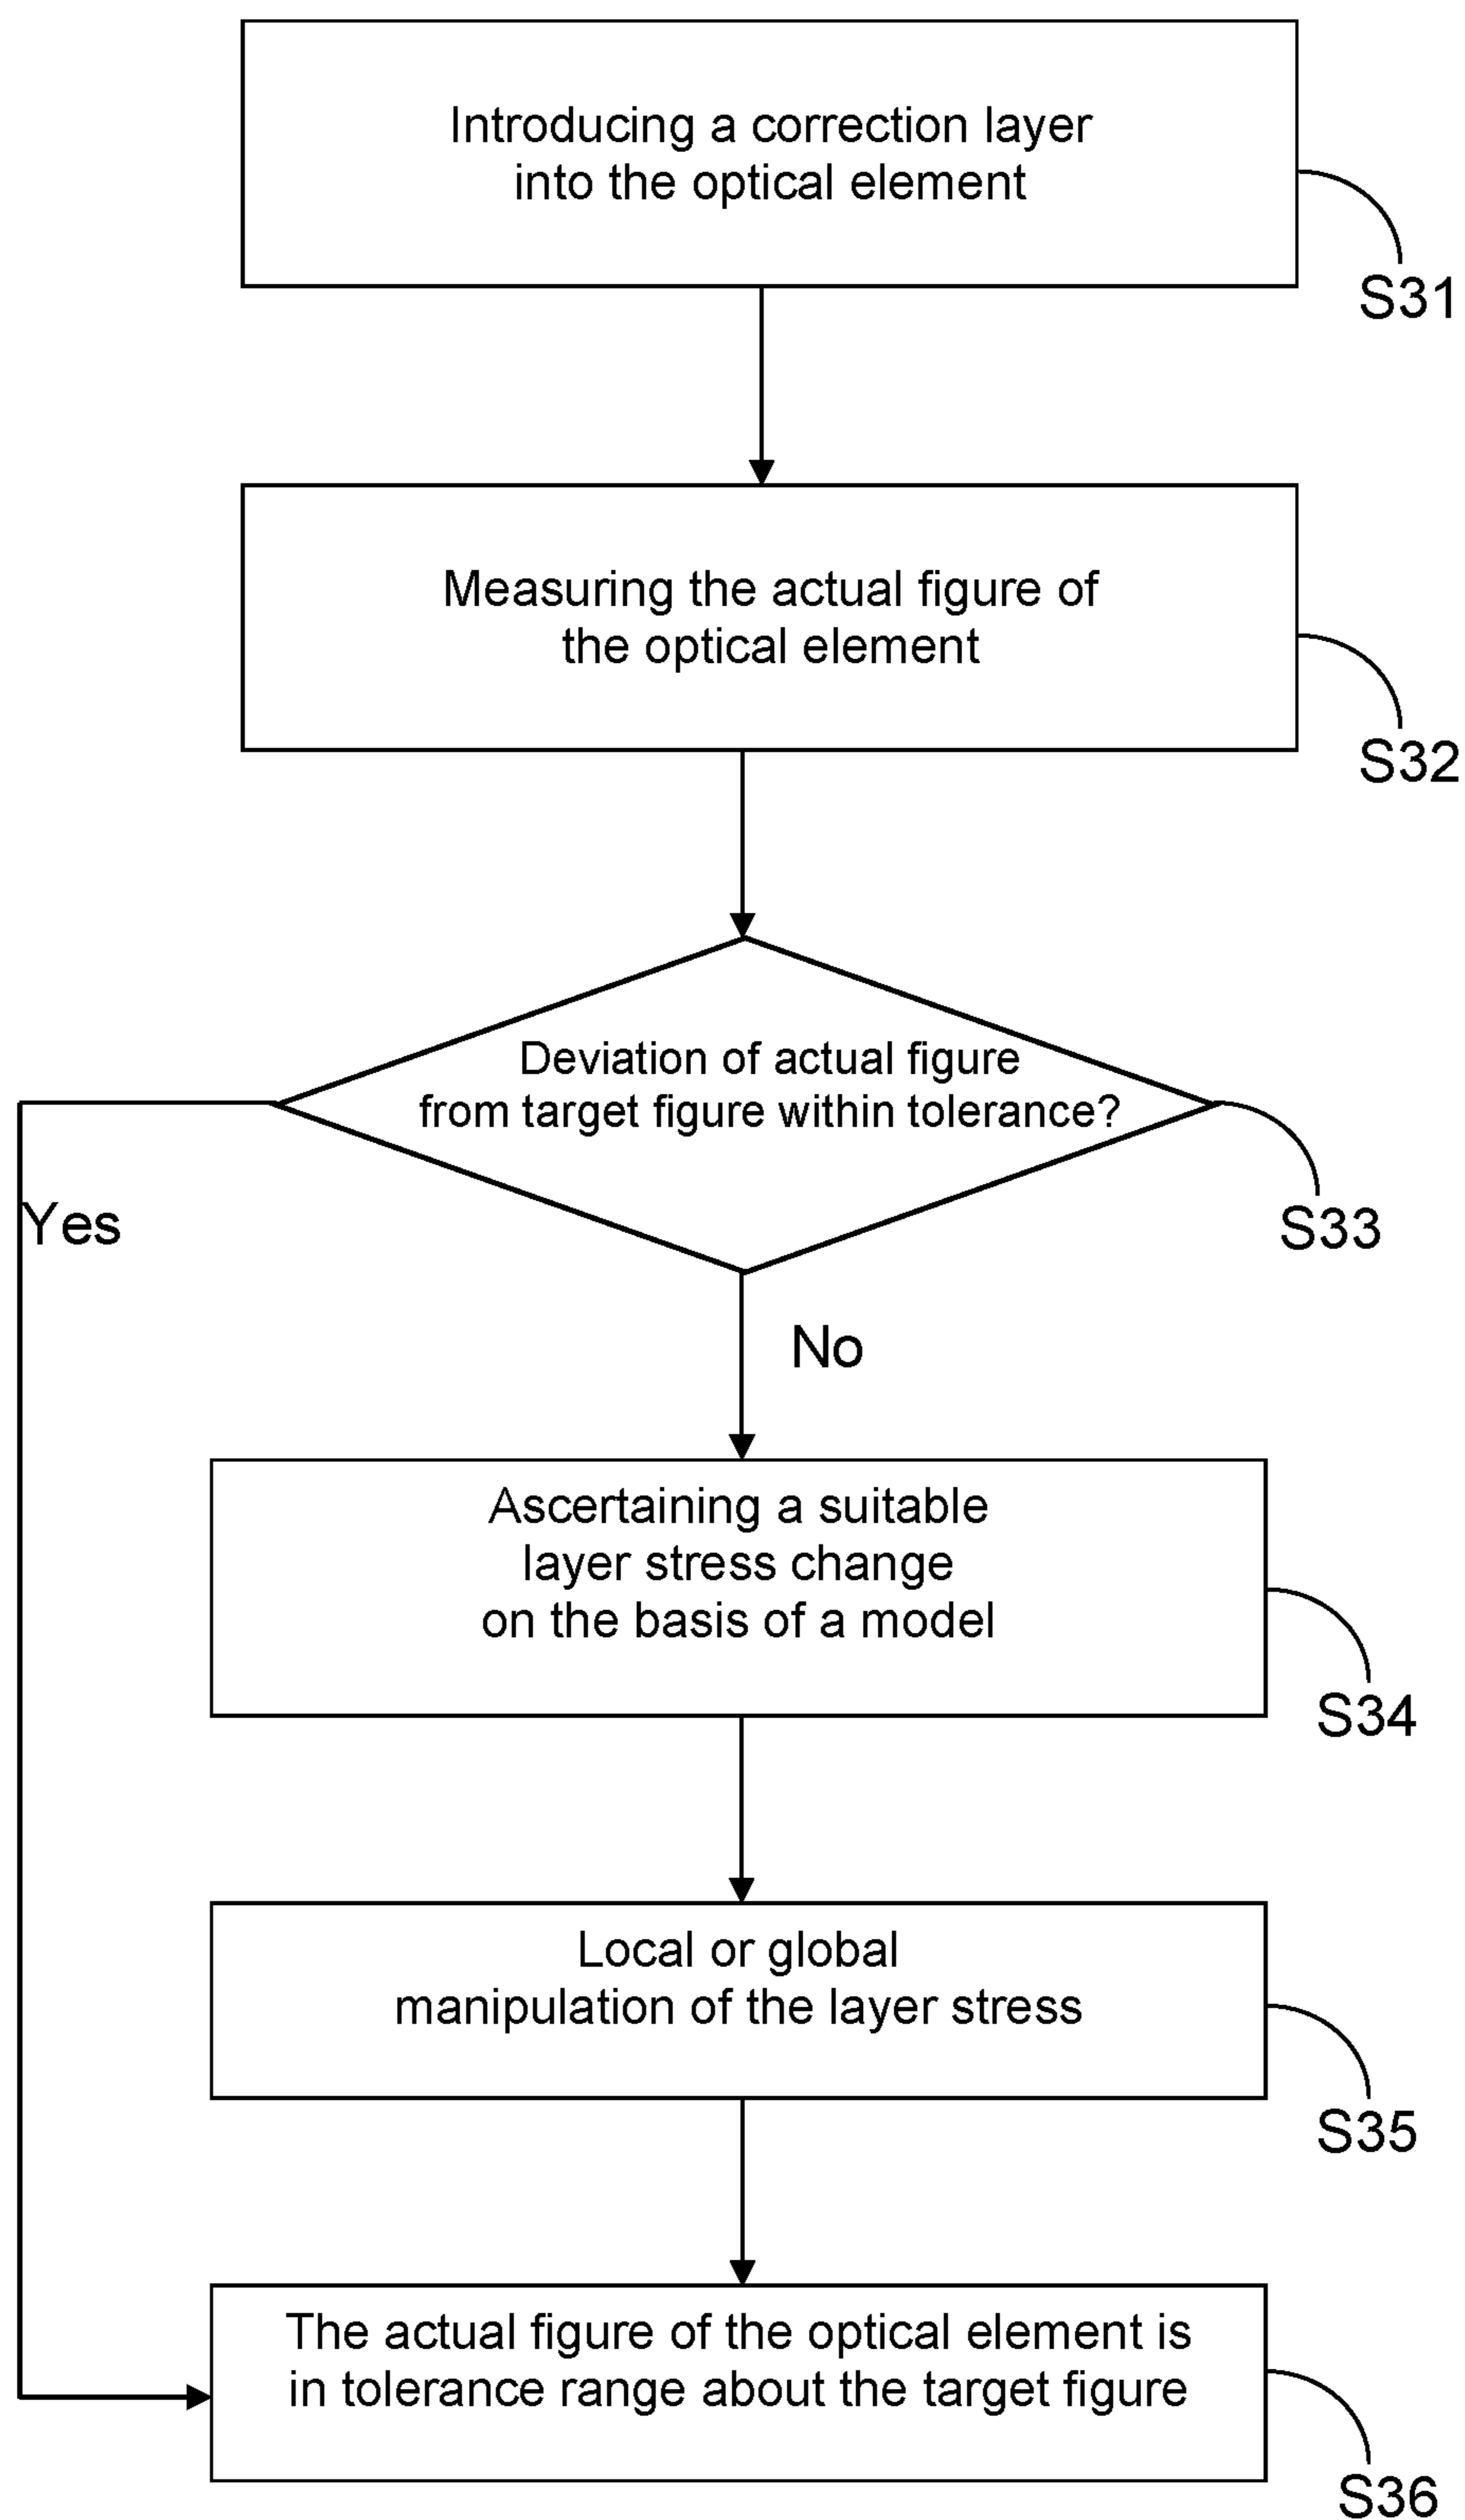 Introducing a correction layer
into the optical element
S31
Measuring the actual figure of
the optical element
S32
Deviation of actual figure
from target figure within tolerance?
Yes
S33
No
Ascertaining a suitable
layer stress change
on the basis of a model
S34
Local or global
manipulation of the layer stress
S35
The actual figure of the optical element is
in tolerance range about the target figure
S36